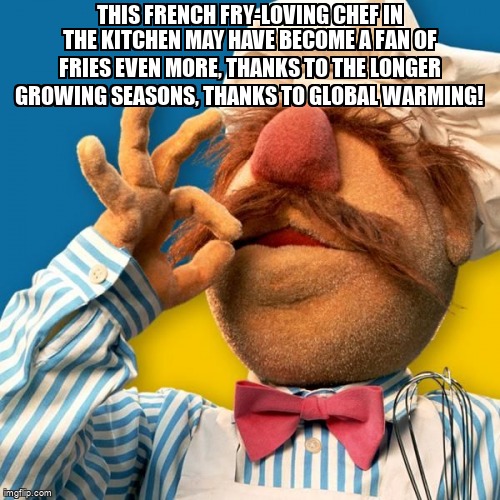 THIS FRENCH FRY-LOVING CHEF IN
THE KITCHEN MAY HAVE BECOME A FAN OF
FRIES EVEN MORE, THANKS TO THE LONGER
GROWING SEASONS, THANKS TO GLOBAL WARMING!
imgflip.com